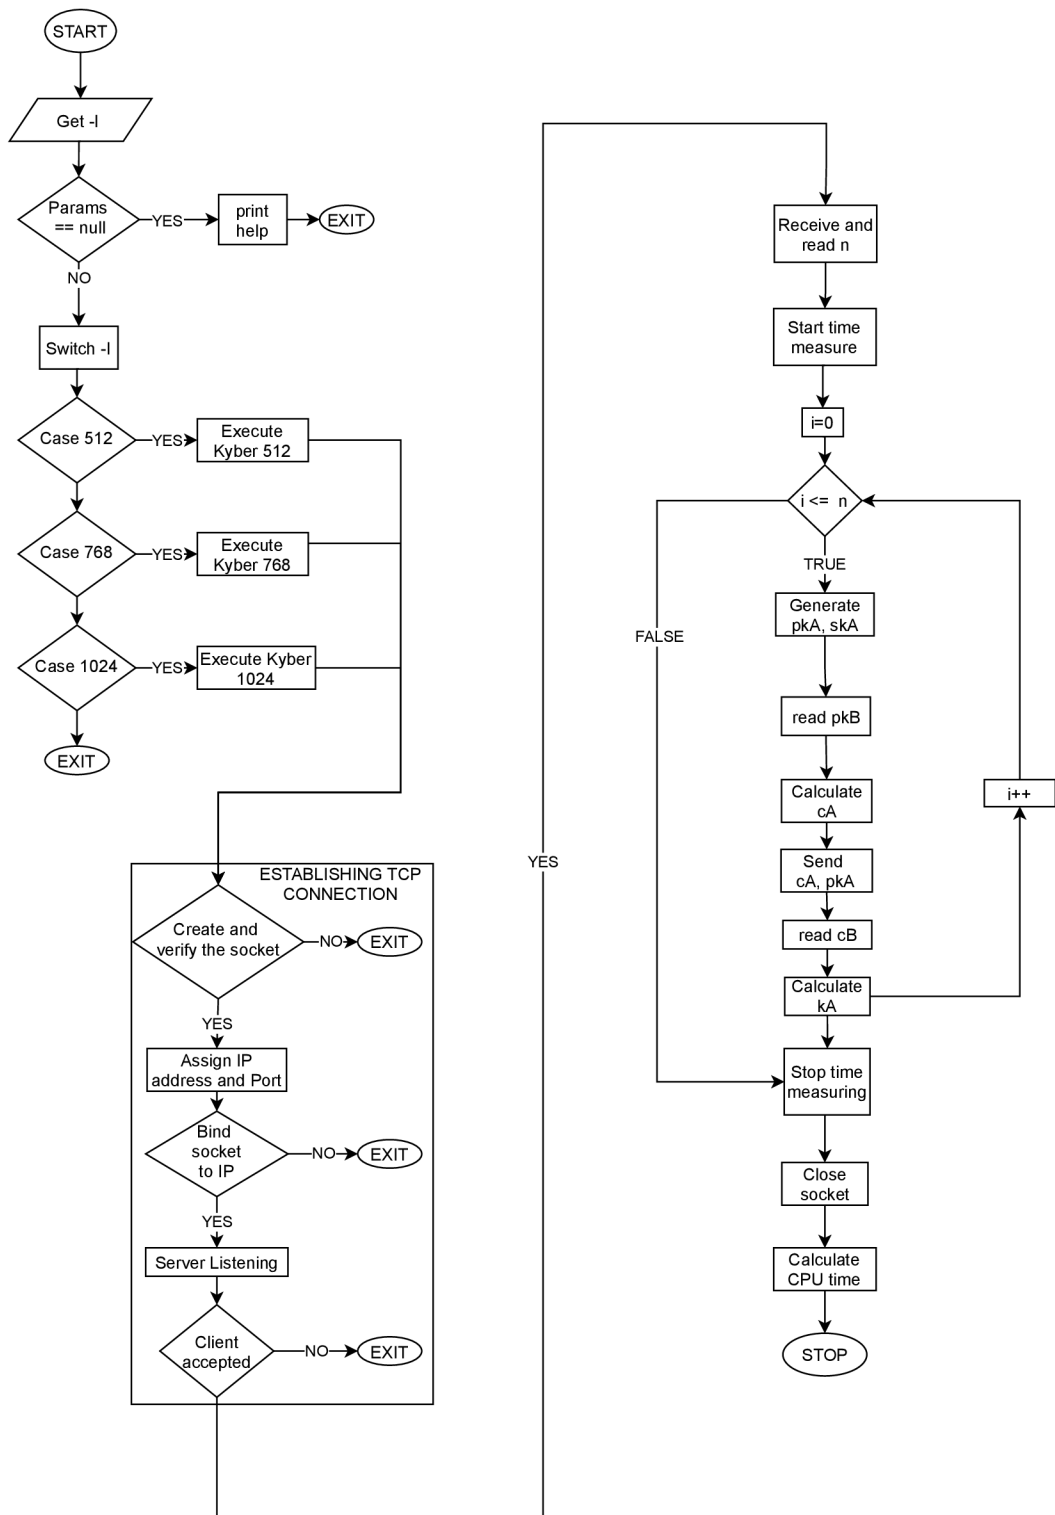 START
Get -l
Params
== null
YES
print
help
EXIT
NO
Switch -l
Case 512
YES
Execute
Kyber 512
Case 768
YES
Execute
Kyber 768
Case 1024
YES
Execute Kyber
1024
EXIT
ESTABLISHING TCP
CONNECTION
Create and
verify the socket
NO
EXIT
YES
Assign IP
address and Port
Bind
socket
to IP
NO
EXIT
YES
Server Listening
Client
accepted
NO
EXIT
YES
Receive and
read n
Start time
measure
i=0
i <= n
TRUE
FALSE
Generate
pkA, skA
read pkB
Calculate
cA
Send
cA, pkA
read cB
Calculate
kA
i++
Stop time
measuring
Close
socket
Calculate
CPU time
STOP